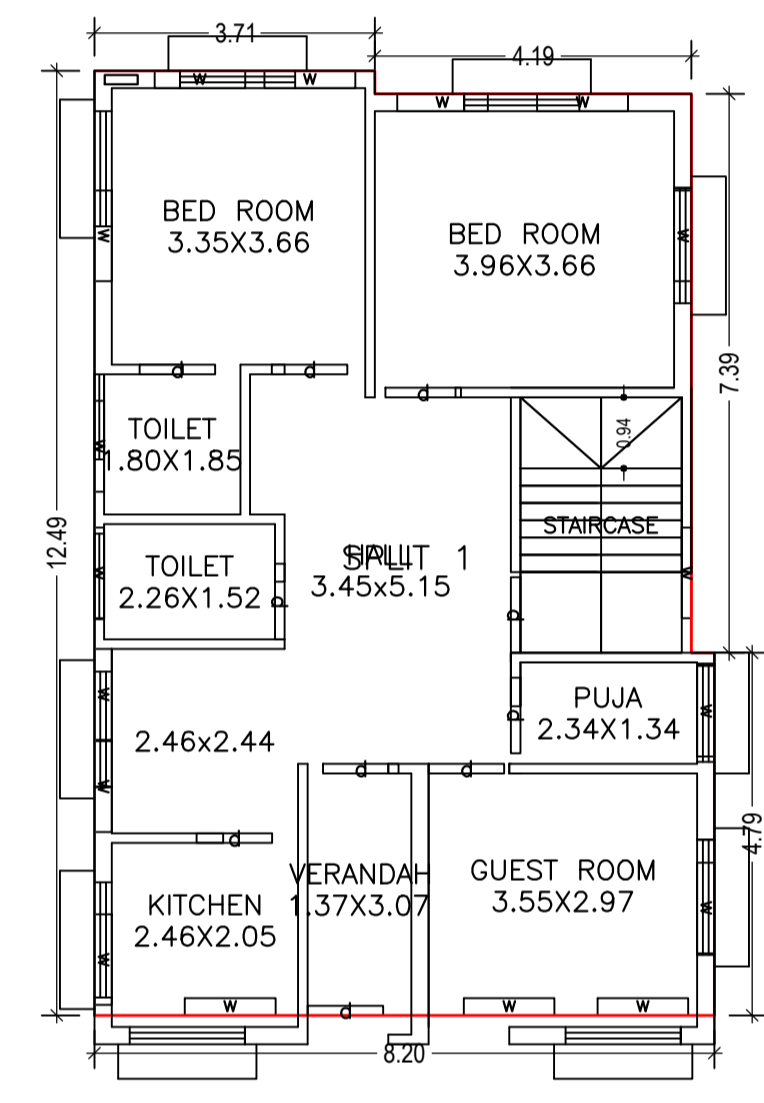 3.71
4.19
W W
W W
BED ROOM
3.35X3.66
BED ROOM
3.96X3.66
W
W
7.39
d d
d
0.94
TOILET
1.80X1.85
W
12.49
STAIRCASE
SPLIT 1
3.45x5.15
TOILET
2.26X1.52
W
W
d
d
PUJA
2.34X1.34
W
W
d
2.46x2.44
W
d d
4.79
d
VERANDAH
1.37X3.07
GUEST ROOM
3.55X2.97
KITCHEN
2.46X2.05
W
W
W W W
d
8.20